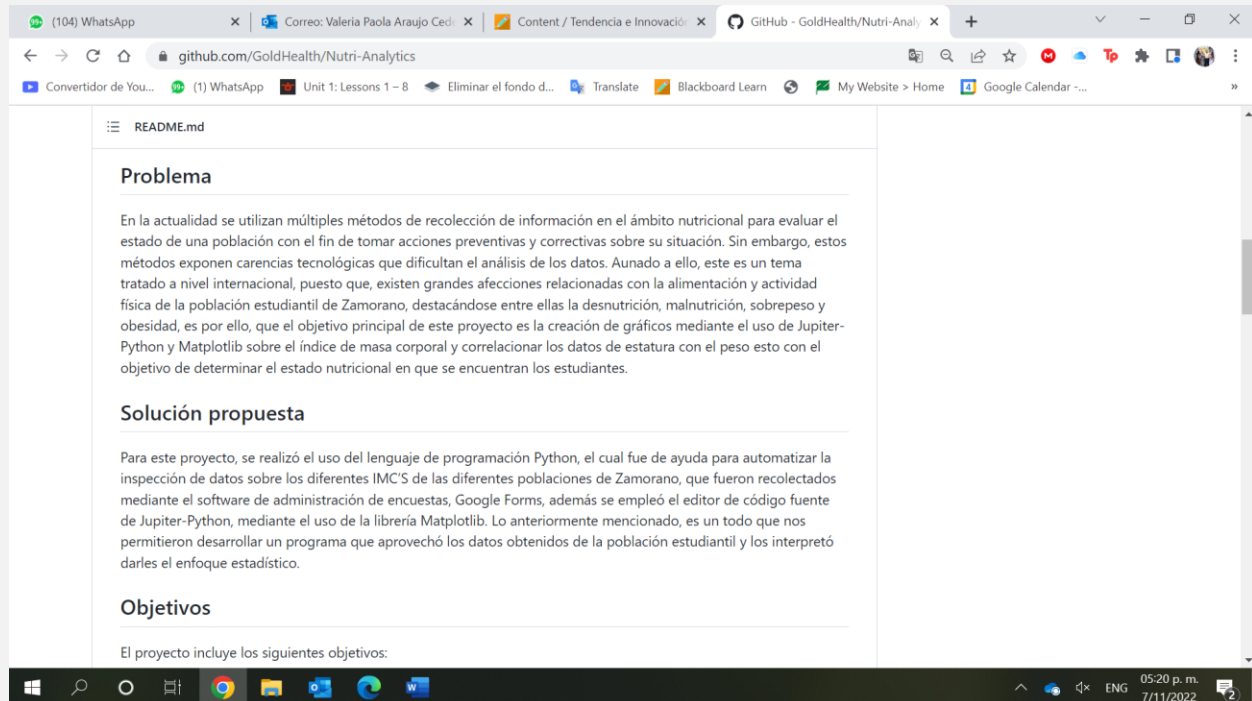 (104) WhatsApp
Correo: Valeria Paola Araujo Cede
Content / Tendencia e Innovación
GitHub - GoldHealth/Nutri-Analy
github.com/GoldHealth/Nutri-Analytics
Convertidor de You...
(1) WhatsApp
Unit 1: Lessons 1 – 8
Eliminar el fondo d...
Translate
Blackboard Learn
My Website > Home
Google Calendar -...
README.md
Problema
En la actualidad se utilizan múltiples métodos de recolección de información en el ámbito nutricional para evaluar el
estado de una población con el fin de tomar acciones preventivas y correctivas sobre su situación. Sin embargo, estos
métodos exponen carencias tecnológicas que dificultan el análisis de los datos. Aunado a ello, este es un tema
tratado a nivel internacional, puesto que, existen grandes afecciones relacionadas con la alimentación y actividad
física de la población estudiantil de Zamorano, destacándose entre ellas la desnutrición, malnutrición, sobrepeso y
obesidad, es por ello, que el objetivo principal de este proyecto es la creación de gráficos mediante el uso de Jupiter-
Python y Matplotlib sobre el índice de masa corporal y correlacionar los datos de estatura con el peso esto con el
objetivo de determinar el estado nutricional en que se encuentran los estudiantes.
Solución propuesta
Para este proyecto, se realizó el uso del lenguaje de programación Python, el cual fue de ayuda para automatizar la
inspección de datos sobre los diferentes IMC'S de las diferentes poblaciones de Zamorano, que fueron recolectados
mediante el software de administración de encuestas, Google Forms, además se empleó el editor de código fuente
de Jupiter-Python, mediante el uso de la librería Matplotlib. Lo anteriormente mencionado, es un todo que nos
permitieron desarrollar un programa que aprovechó los datos obtenidos de la población estudiantil y los interpretó
darles el enfoque estadístico.
Objetivos
El proyecto incluye los siguientes objetivos:
ENG
05:20 p. m.
7/11/2022